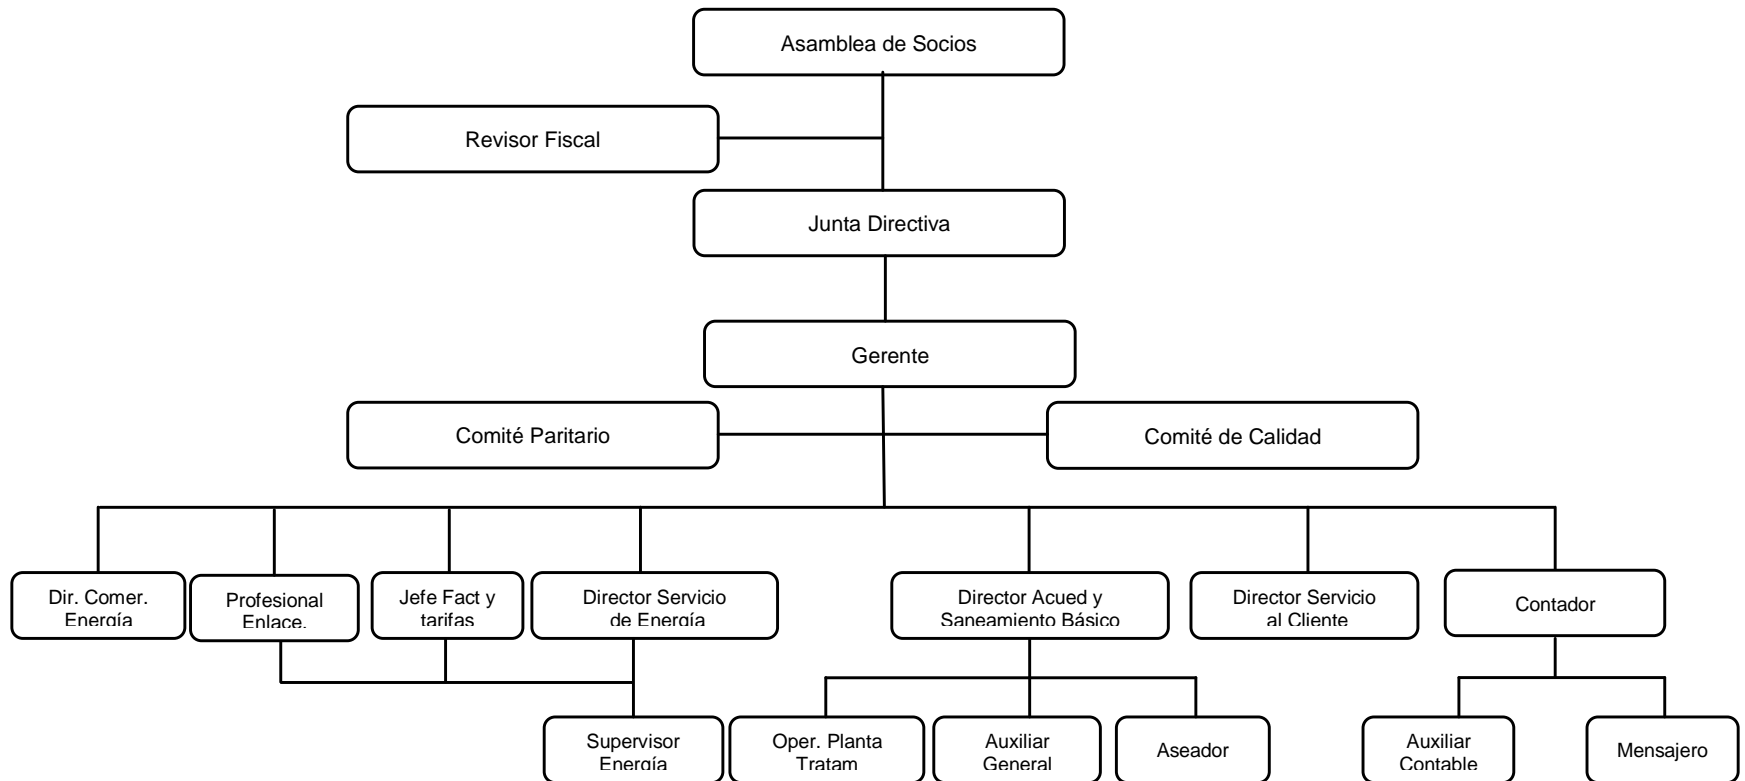 Asamblea de Socios
Revisor Fiscal
Junta Directiva
Gerente
Comité Paritario
Comité de Calidad
Dir. Comer.
Energía
Profesional
Enlace.
Jefe Fact y
tarifas
Director Servicio
de Energía
Director Acued y
Saneamiento Básico
Director Servicio
al Cliente
Contador
Supervisor
Energía
Oper. Planta
Tratam
Auxiliar
General
Aseador
Auxiliar
Contable
Mensajero